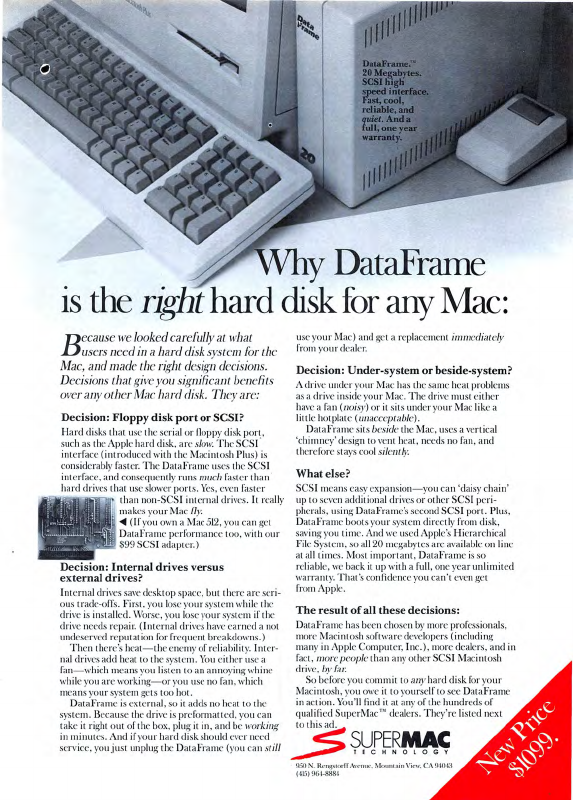 Data
Frame
DataFrame.™
20 Megabytes.
SCSI high
speed interface.
Fast, cool,
reliable, and
quiet. And a
full, one year
warranty.
20
Why DataFrame
is the right hard disk for any Mac:
Because we looked carefully at what
users need in a hard disk system for the
Mac, and made the right design decisions.
Decisions that give you significant benefits
over any other Mac hard disk. They are:
Decision: Floppy disk port or SCSI?
Hard disks that use the serial or floppy disk port,
such as the Apple hard disk, are slow. The SCSI
interface (introduced with the Macintosh Plus) is
considerably faster. The DataFrame uses the SCSI
interface, and consequently runs much faster than
hard drives that use slower ports. Yes, even faster
than non-SCSI internal drives. It really
makes your Mac fly.
◄ (If you own a Mac 512, you can get
DataFrame performance too, with our
$99 SCSI adapter.)
Decision: Internal drives versus
external drives?
Internal drives save desktop space, but there are seri-
ous trade-offs. First, you lose your system while the
drive is installed. Worse, you lose your system if the
drive needs repair. (Internal drives have earned a not
undeserved reputation for frequent breakdowns.)
Then there's heat—the enemy of reliability. Inter-
nal drives add heat to the system. You either use a
fan—which means you listen to an annoying whine
while you are working—or you use no fan, which
means your system gets too hot.
DataFrame is external, so it adds no heat to the
system. Because the drive is preformatted, you can
take it right out of the box, plug it in, and be working
in minutes. And if your hard disk should ever need
service, you just unplug the DataFrame (you can still
use your Mac) and get a replacement immediately
from your dealer.
Decision: Under-system or beside-system?
A drive under your Mac has the same heat problems
as a drive inside your Mac. The drive must either
have a fan (noisy) or it sits under your Mac like a
little hotplate (unacceptable).
DataFrame sits beside the Mac, uses a vertical
'chimney' design to vent heat, needs no fan, and
therefore stays cool silently.
What else?
SCSI means easy expansion—you can 'daisy chain'
up to seven additional drives or other SCSI peri-
pherals, using DataFrame's second SCSI port. Plus,
DataFrame boots your system directly from disk,
saving you time. And we used Apple's Hierarchical
File System, so all 20 megabytes are available on line
at all times. Most important, DataFrame is so
reliable, we back it up with a full, one year unlimited
warranty. That's confidence you can't even get
from Apple.
The result of all these decisions:
DataFrame has been chosen by more professionals,
more Macintosh software developers (including
many in Apple Computer, Inc.), more dealers, and in
fact, more people than any other SCSI Macintosh
drive, by far.
So before you commit to any hard disk for your
Macintosh, you owe it to yourself to see DataFrame
in action. You'll find it at any of the hundreds of
qualified SuperMac™ dealers. They're listed next
to this ad.
SUPERMAC
TECHNOLOGY
950 N. Rengstorff Avenue, Mountain View, CA 94043
(415) 964-8884
New Price
$1099.